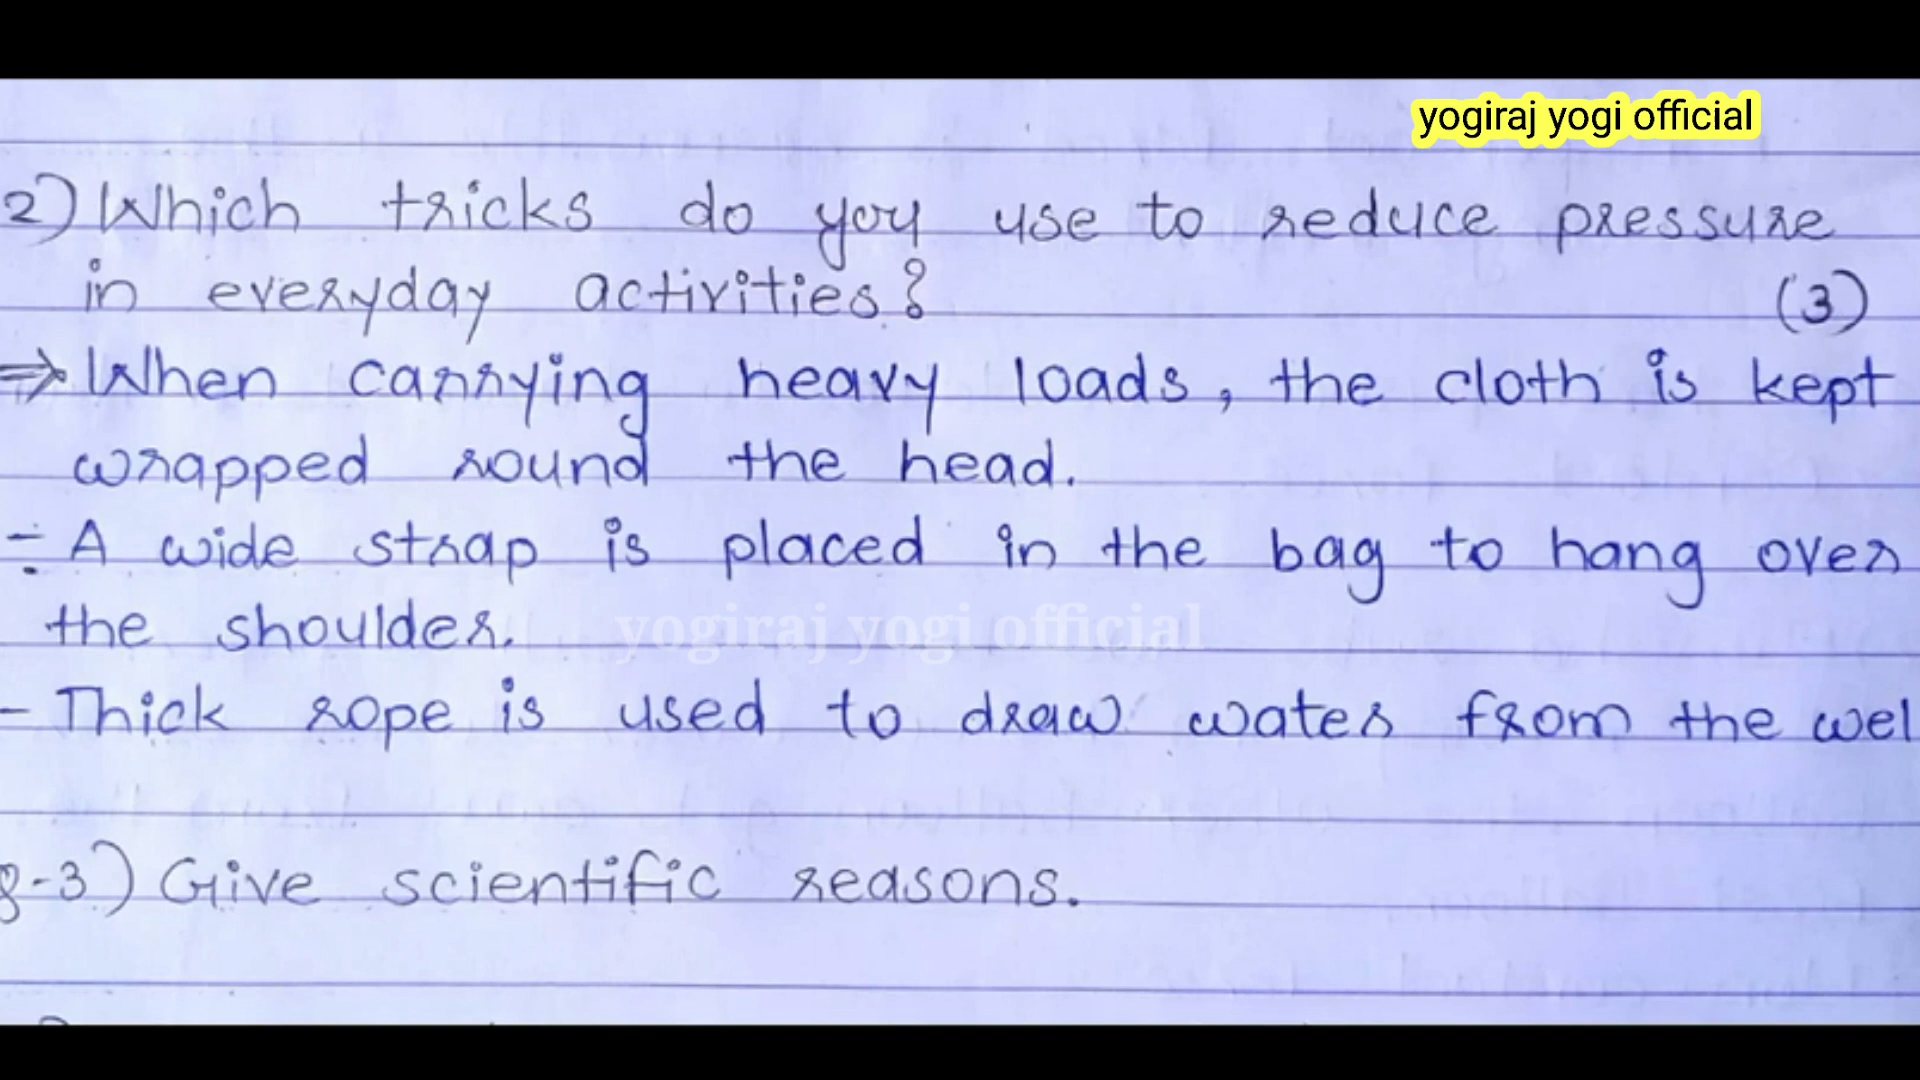 yogiraj yogi official
2) Which tricks do you use to reduce pressure
in everyday activities? (3)
⇒ When carrying heavy loads, the cloth is kept
wrapped round the head.
- A wide strap is placed in the bag to hang over
the shoulder.
yogiraj yogi official
- Thick rope is used to draw water from the wel
Q-3) Give scientific reasons.